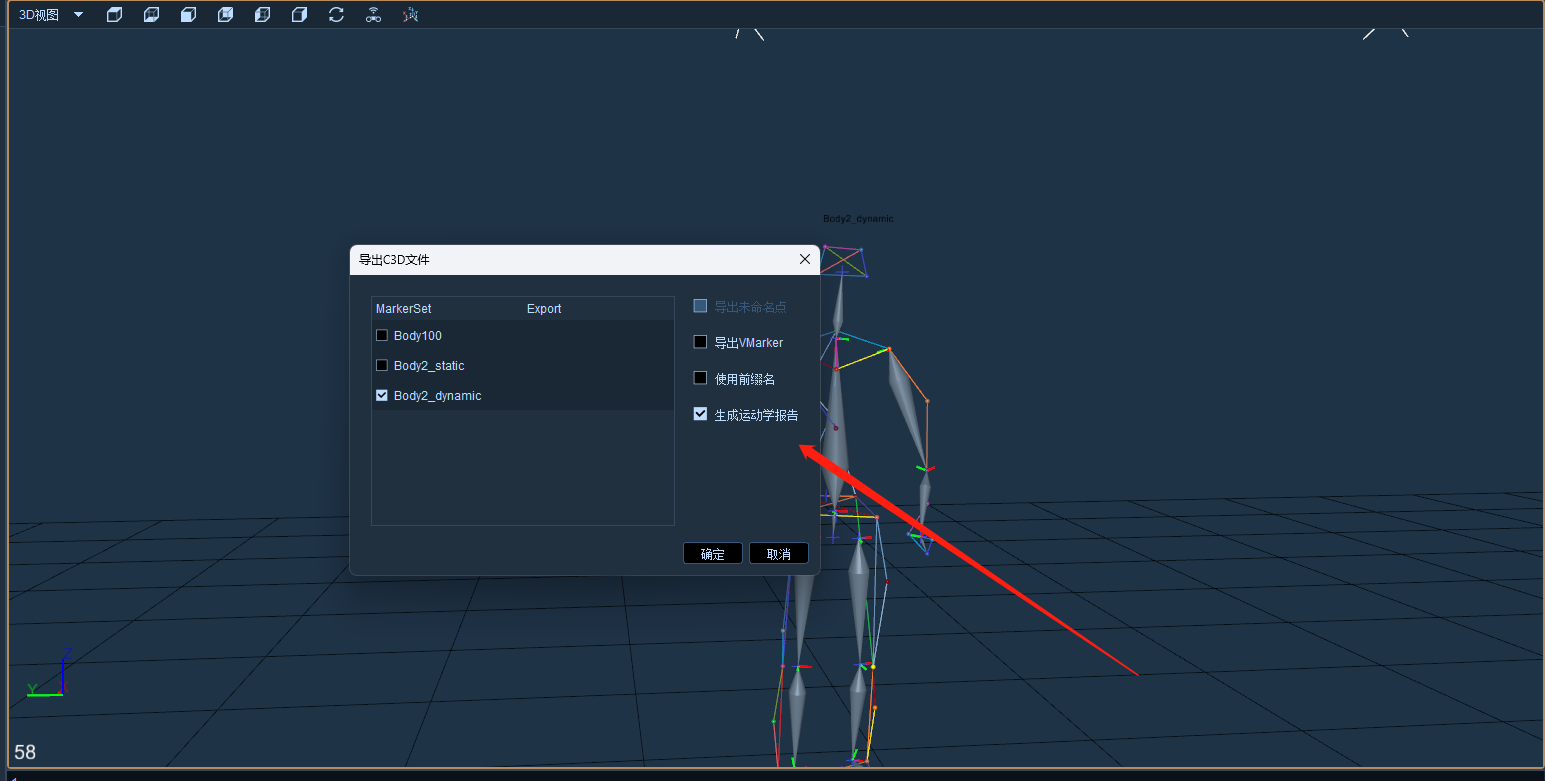 3D视图
Body2_dynamic
导出C3D文件
MarkerSet Export
Body100
Body2_static
Body2_dynamic
导出未命名点
导出VMarker
使用前缀名
生成运动学报告
确定 取消
Z
Y
58